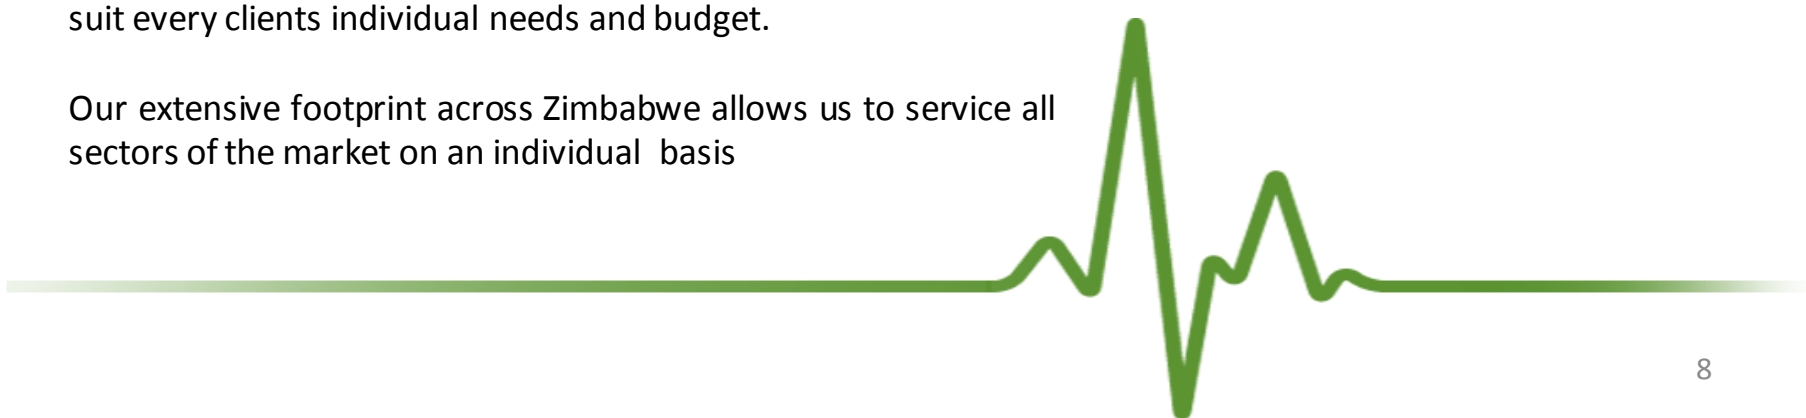 suit every clients individual needs and budget.
Our extensive footprint across Zimbabwe allows us to service all
sectors of the market on an individual  basis
8